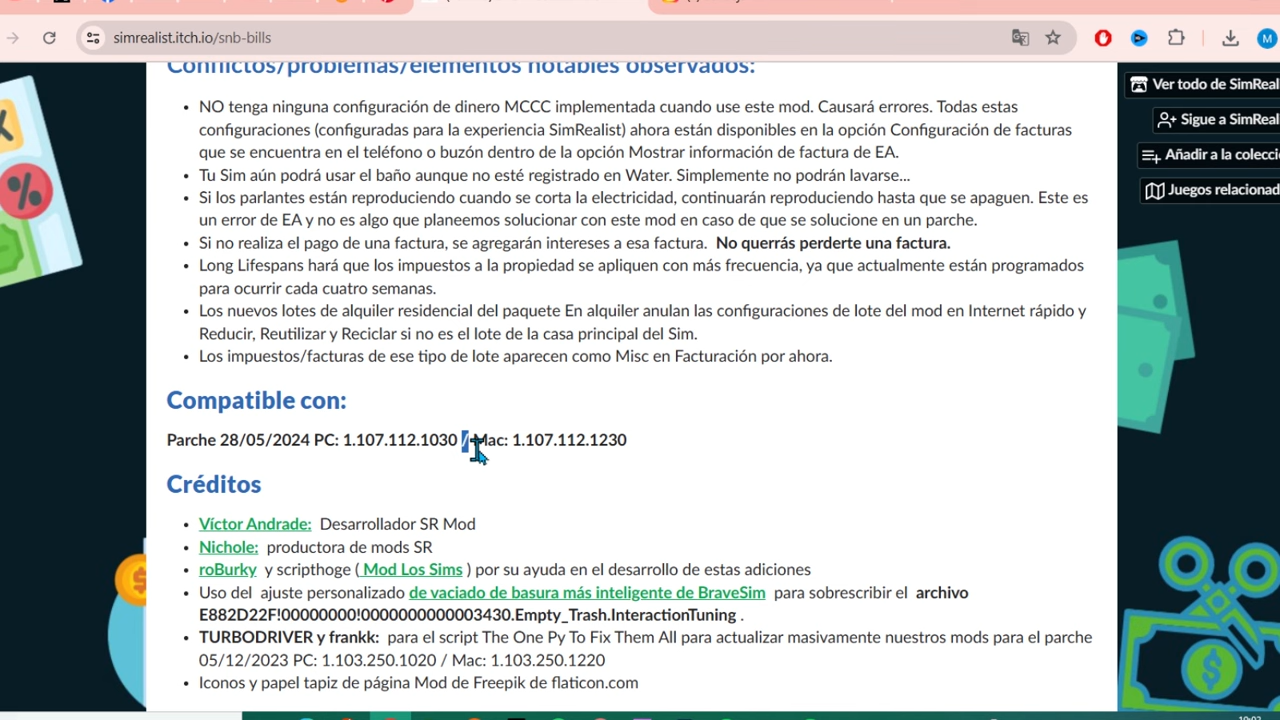 simrealist.itch.io/snb-bills
M
Conflictos/problemas/elementos notables observados:
Ver todo de SimReal
Sigue a SimReali
Añadir a la colecci
Juegos relacionad
• NO tenga ninguna configuración de dinero MCCC implementada cuando use este mod. Causará errores. Todas estas
configuraciones (configuradas para la experiencia SimRealist) ahora están disponibles en la opción Configuración de facturas
que se encuentra en el teléfono o buzón dentro de la opción Mostrar información de factura de EA.
• Tu Sim aún podrá usar el baño aunque no esté registrado en Water. Simplemente no podrán lavarse...
• Si los parlantes están reproduciendo cuando se corta la electricidad, continuarán reproduciendo hasta que se apaguen. Este es
un error de EA y no es algo que planeemos solucionar con este mod en caso de que se solucione en un parche.
• Si no realiza el pago de una factura, se agregarán intereses a esa factura. No querrás perderte una factura.
• Long Lifespans hará que los impuestos a la propiedad se apliquen con más frecuencia, ya que actualmente están programados
para ocurrir cada cuatro semanas.
• Los nuevos lotes de alquiler residencial del paquete En alquiler anulan las configuraciones de lote del mod en Internet rápido y
Reducir, Reutilizar y Reciclar si no es el lote de la casa principal del Sim.
• Los impuestos/facturas de ese tipo de lote aparecen como Misc en Facturación por ahora.
Compatible con:
Parche 28/05/2024 PC: 1.107.112.1030 / Mac: 1.107.112.1230
Créditos
• Víctor Andrade: Desarrollador SR Mod
• Nichole: productora de mods SR
• roBurky y scripthoge ( Mod Los Sims ) por su ayuda en el desarrollo de estas adiciones
• Uso del ajuste personalizado de vaciado de basura más inteligente de BraveSim para sobrescribir el archivo
E882D22F!00000000!0000000000003430.Empty_Trash.InteractionTuning .
• TURBODRIVER y frankk: para el script The One Py To Fix Them All para actualizar masivamente nuestros mods para el parche
05/12/2023 PC: 1.103.250.1020 / Mac: 1.103.250.1220
• Iconos y papel tapiz de página Mod de Freepik de flaticon.com